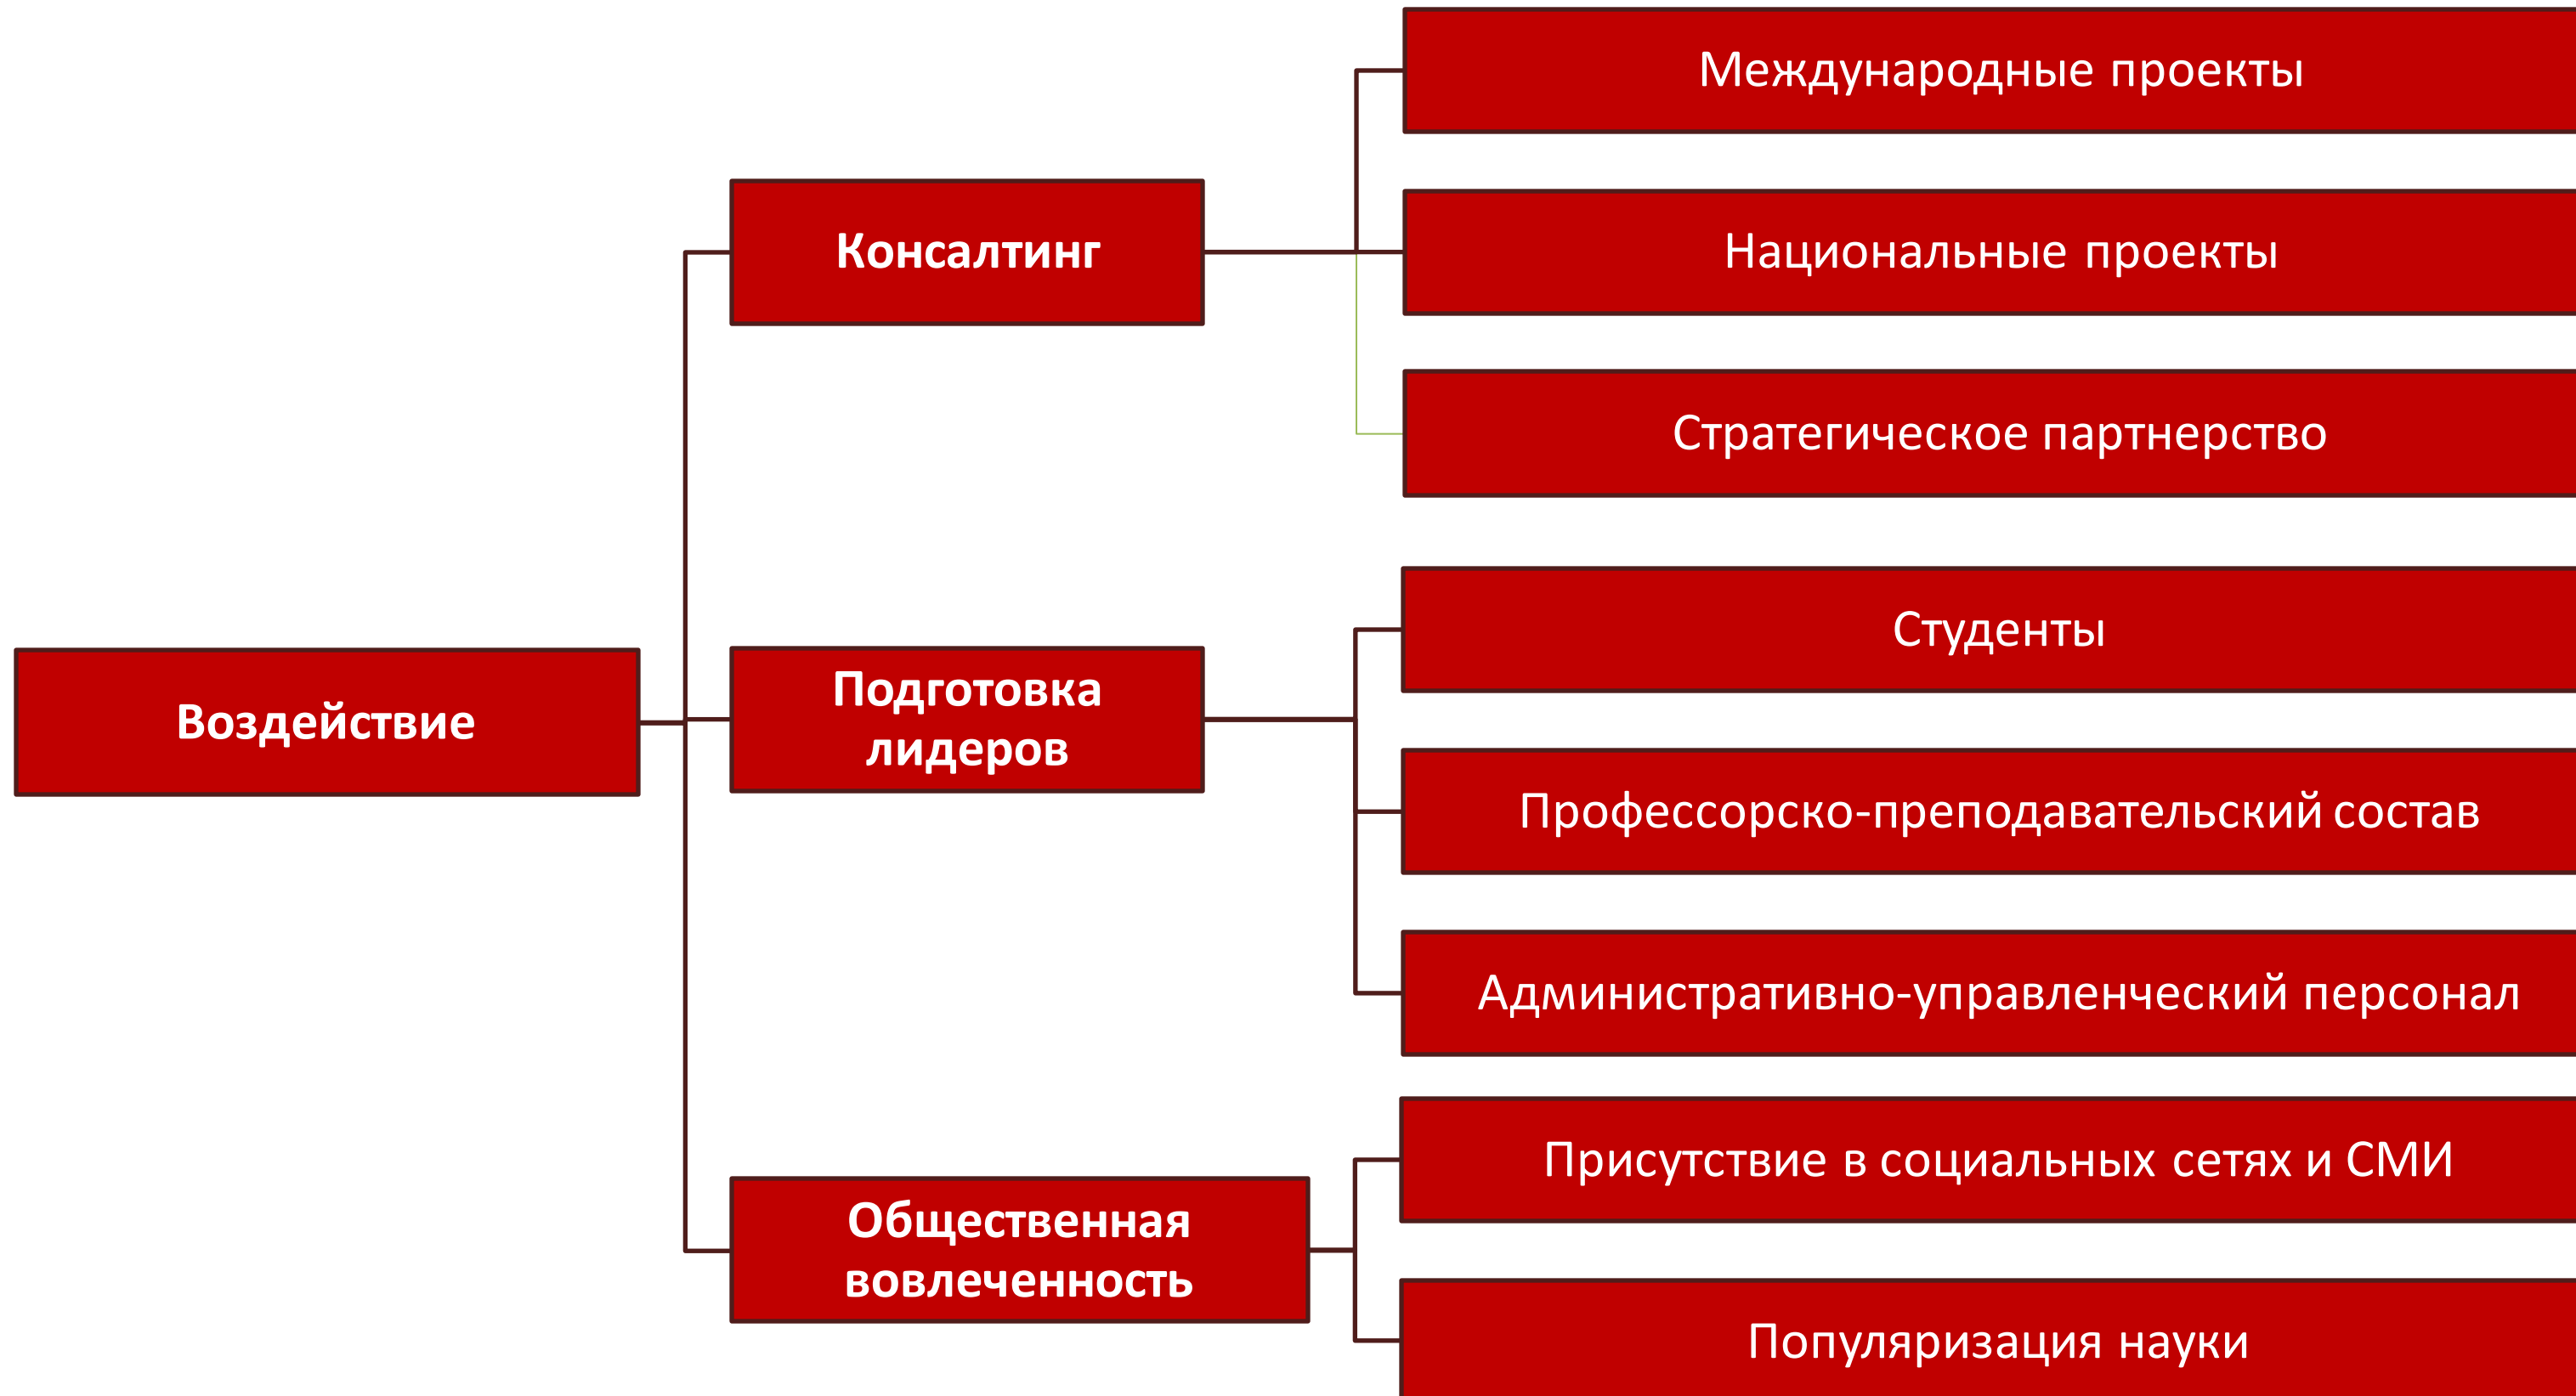 Воздействие
Консалтинг
Международные проекты
Национальные проекты
Стратегическое партнерство
Подготовка
лидеров
Студенты
Профессорско-преподавательский состав
Административно-управленческий персонал
Общественная
вовлеченность
Присутствие в социальных сетях и СМИ
Популяризация науки